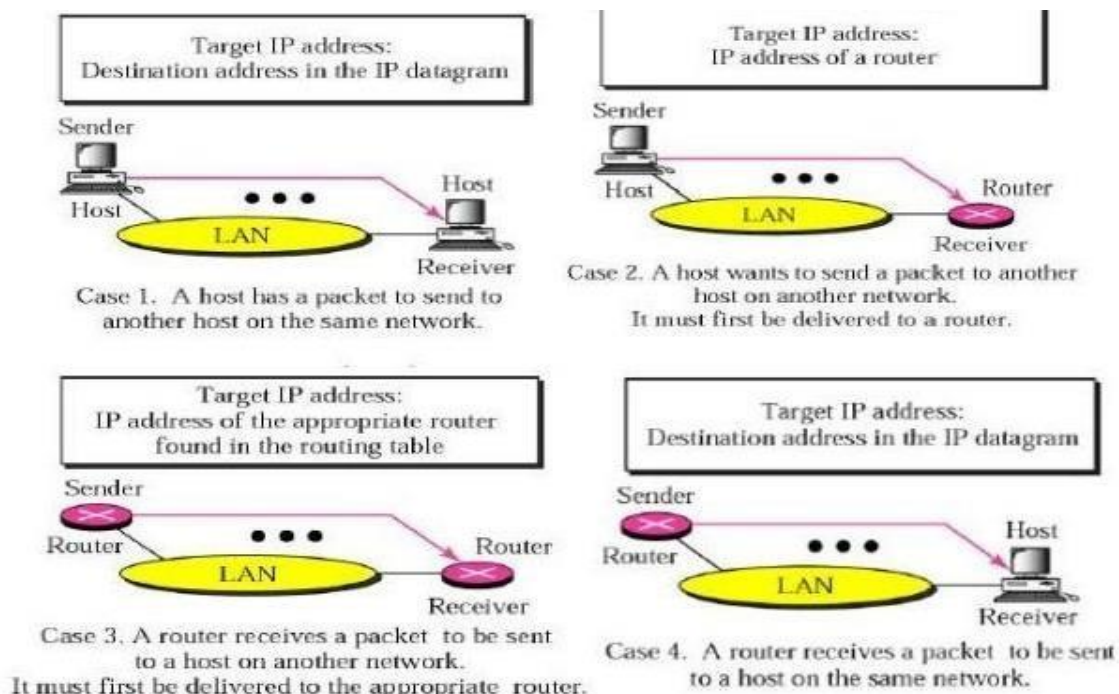 Target IP address:
Destination address in the IP datagram
Sender
Host
Host
LAN
Receiver
Case 1. A host has a packet to send to
another host on the same network.
Target IP address:
IP address of a router
Sender
Host
Router
LAN
Receiver
Case 2. A host wants to send a packet to another
host on another network.
It must first be delivered to a router.
Target IP address:
IP address of the appropriate router
found in the routing table
Sender
Router
Router
LAN
Receiver
Case 3. A router receives a packet to be sent
to a host on another network.
It must first be delivered to the appropriate router.
Target IP address:
Destination address in the IP datagram
Sender
Host
Router
LAN
Receiver
Case 4. A router receives a packet to be sent
to a host on the same network.